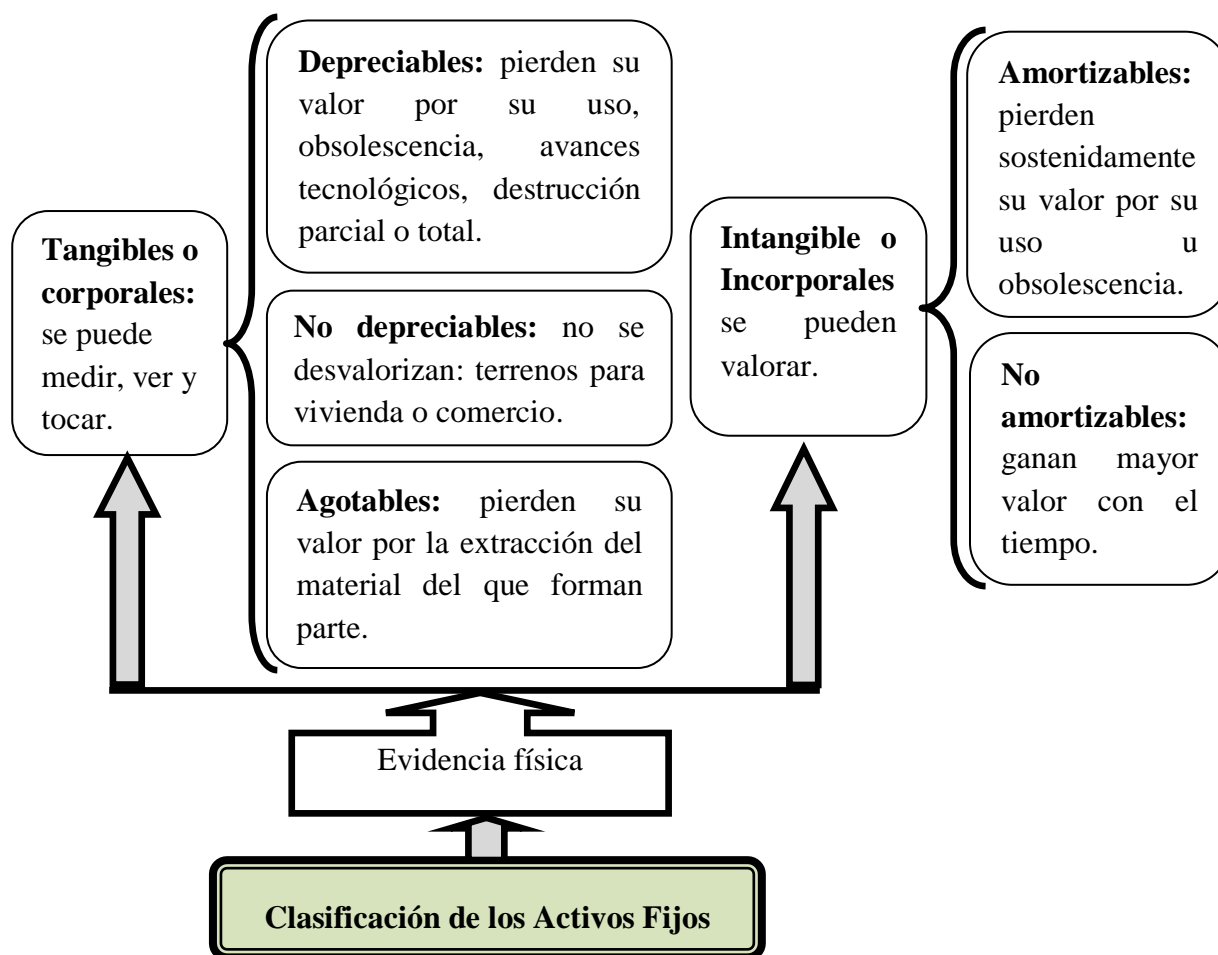 Depreciables: pierden su
valor por su uso,
obsolescencia, avances
tecnológicos, destrucción
parcial o total.
Tangibles o
corporales:
se puede
medir, ver y
tocar.
No depreciables: no se
desvalorizan: terrenos para
vivienda o comercio.
Agotables: pierden su
valor por la extracción del
material del que forman
parte.
Intangible o
Incorporales
se pueden
valorar.
Amortizables:
pierden
sostenidamente
su valor por su
uso u
obsolescencia.
No
amortizables:
ganan mayor
valor con el
tiempo.
Evidencia física
Clasificación de los Activos Fijos